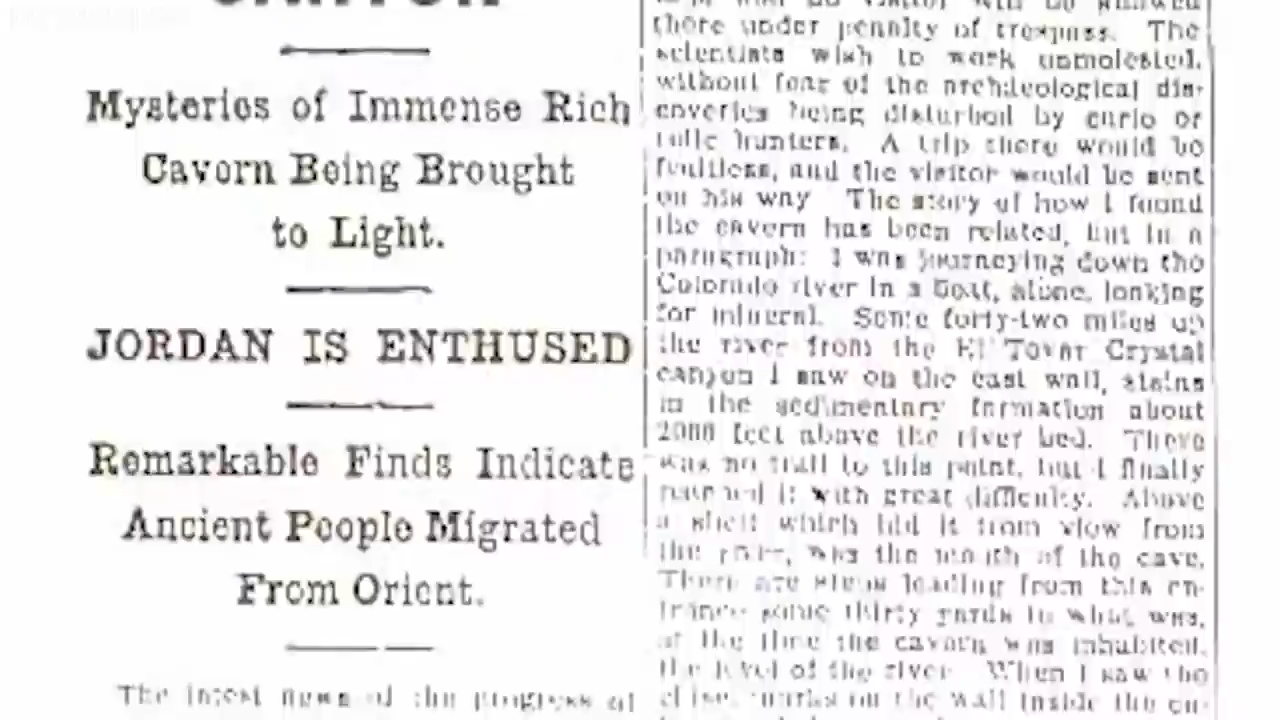 Mysteries of Immense Rich
Cavern Being Brought
to Light.
JORDAN IS ENTHUSED
Remarkable Finds Indicate
Ancient People Migrated
From Orient.
The latest news of the progress of
there under penalty of trespass. The
scientists wish to work unmolested,
without fear of the archæological dis-
coveries being disturbed by curio or
relic hunters. A trip there would be
fruitless, and the visitor would be sent
on his way The story of how I found
the cavern has been related, but in a
paragraph: I was journeying down the
Colorado river in a boat, alone, looking
for mineral. Some forty-two miles up
the river from the El Tovar Crystal
canyon I saw on the east wall, stains
in the sedimentary formation about
2000 feet above the river bed. There
was no trail to this point, but I finally
reached it with great difficulty. Above
a shelf which hid it from view from
the river, was the mouth of the cave.
There are steps leading from this en-
trance some thirty yards to what was,
at the time the cavern was inhabited,
the level of the river. When I saw the
marks on the wall inside the en-